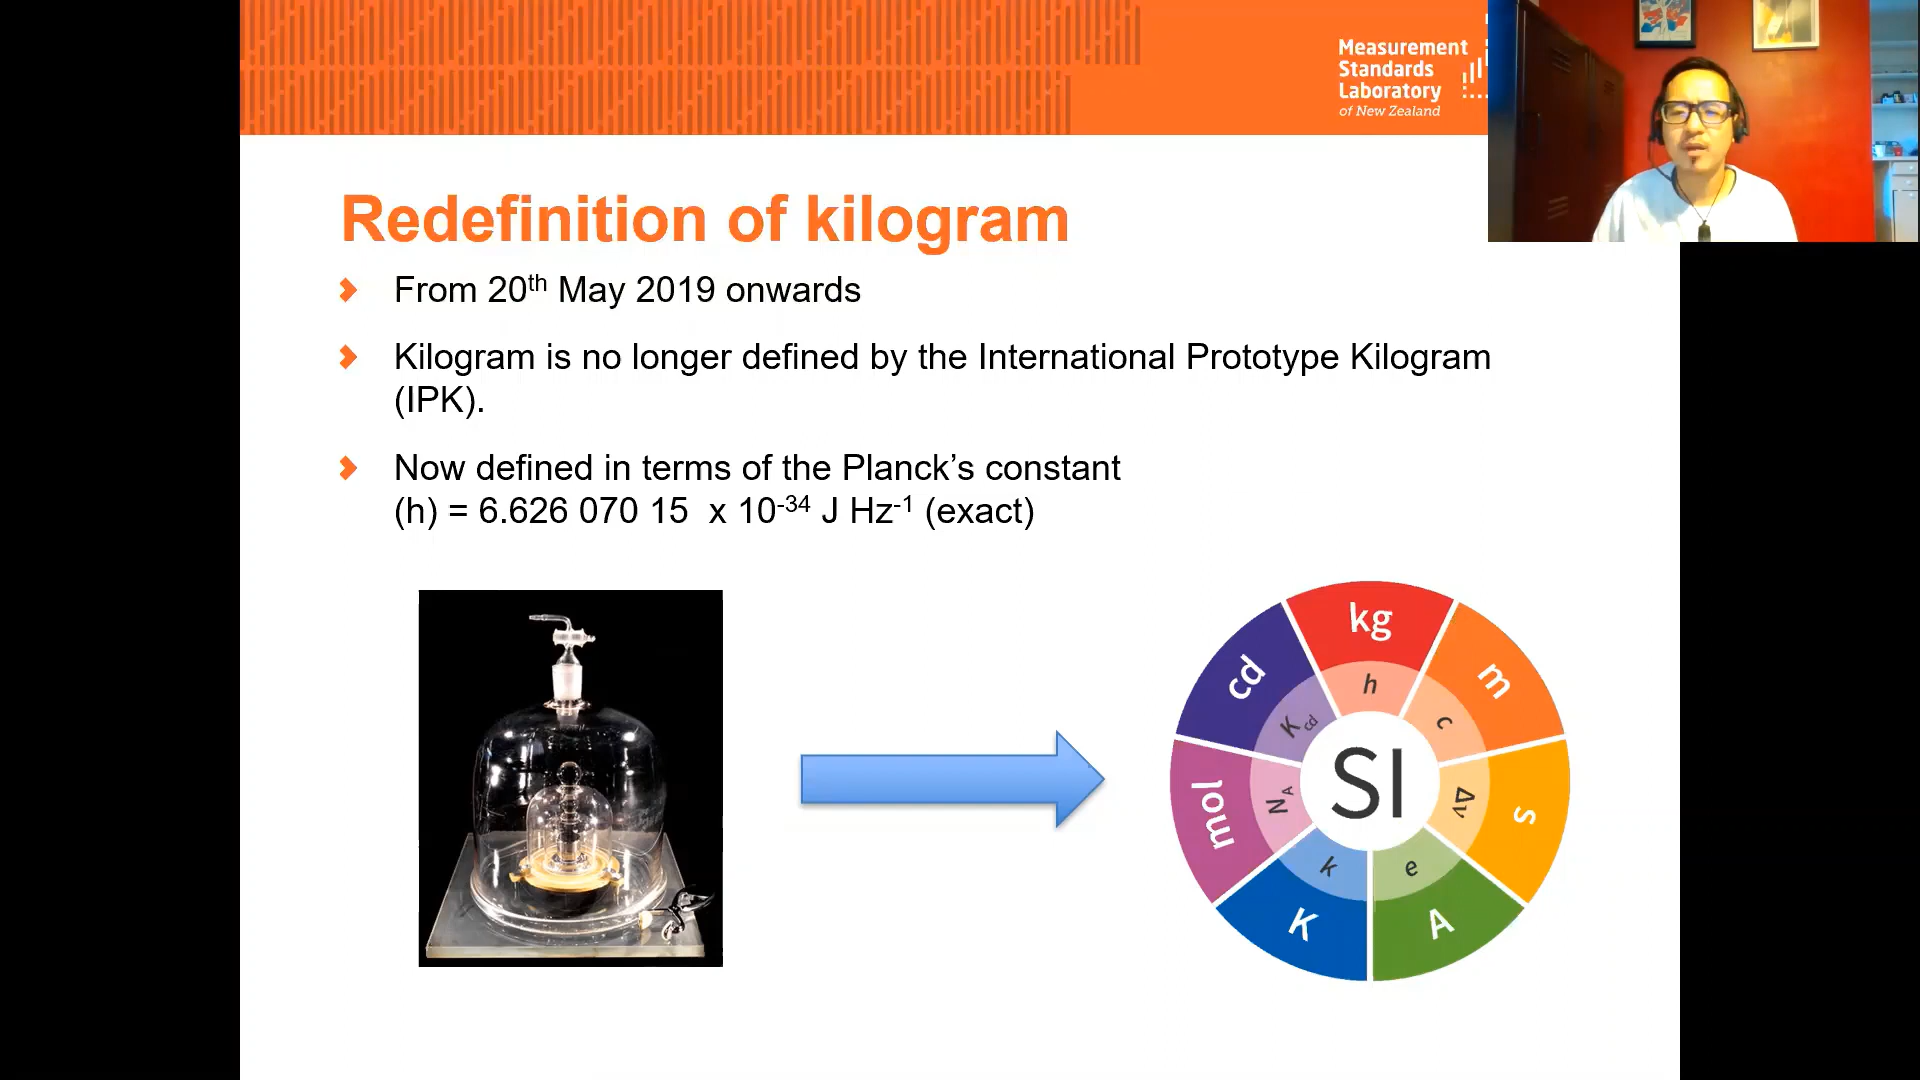 Measurement
Standards
Laboratory
of New Zealand
Redefinition of kilogram
From 20th May 2019 onwards
Kilogram is no longer defined by the International Prototype Kilogram
(IPK).
Now defined in terms of the Planck’s constant
(h) = 6.626 070 15 x 10-34 J Hz-1 (exact)
kg
m
s
A
K
mol
cd
h
c
Δν
e
k
NA
Kcd
SI